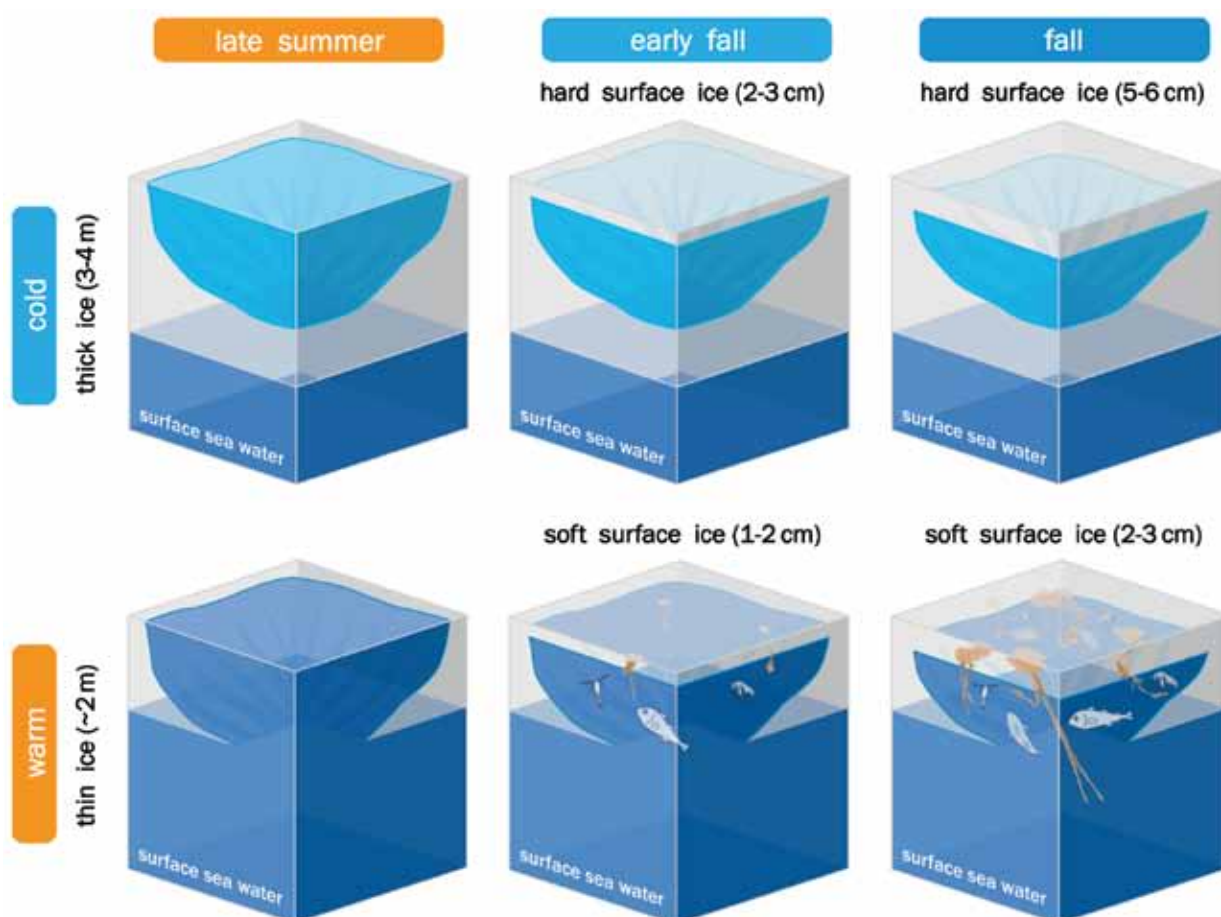 late summer
early fall
fall
hard surface ice (2-3 cm)
hard surface ice (5-6 cm)
cold
thick ice (3-4 m)
surface sea water
surface sea water
surface sea water
soft surface ice (1-2 cm)
soft surface ice (2-3 cm)
warm
thin ice (~2 m)
surface sea water
surface sea water
surface sea water